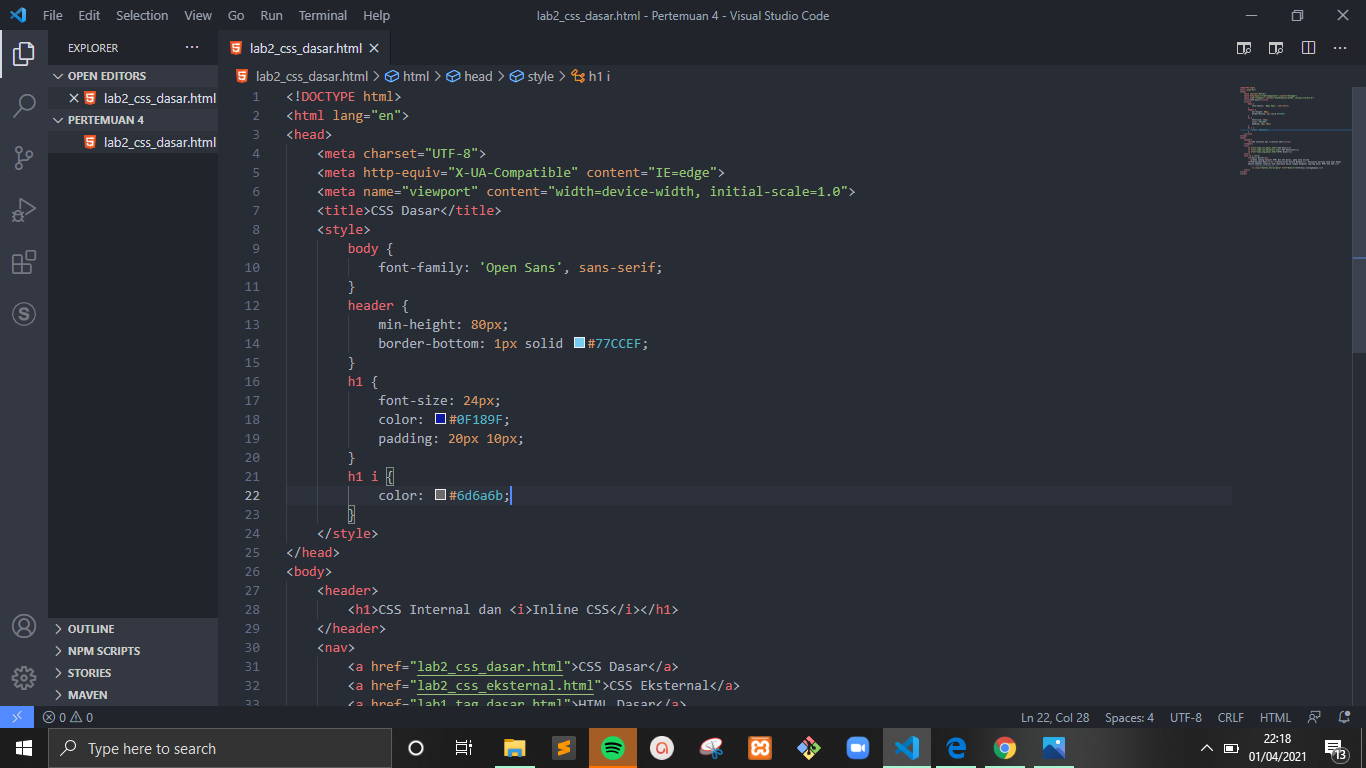 File Edit Selection View Go Run Terminal Help
lab2_css_dasar.html - Pertemuan 4 - Visual Studio Code
EXPLORER
OPEN EDITORS
lab2_css_dasar.html
PERTEMUAN 4
lab2_css_dasar.html
OUTLINE
NPM SCRIPTS
STORIES
MAVEN
lab2_css_dasar.html
lab2_css_dasar.html > html > head > style > h1 i
1 <!DOCTYPE html>
2 <html lang="en">
3 <head>
4 <meta charset="UTF-8">
5 <meta http-equiv="X-UA-Compatible" content="IE=edge">
6 <meta name="viewport" content="width=device-width, initial-scale=1.0">
7 <title>CSS Dasar</title>
8 <style>
9 body {
10 font-family: 'Open Sans', sans-serif;
11 }
12 header {
13 min-height: 80px;
14 border-bottom: 1px solid #77CCEF;
15 }
16 h1 {
17 font-size: 24px;
18 color: #0F189F;
19 padding: 20px 10px;
20 }
21 h1 i {
22 color: #6d6a6b;
23 }
24 </style>
25 </head>
26 <body>
27 <header>
28 <h1>CSS Internal dan <i>Inline CSS</i></h1>
29 </header>
30 <nav>
31 <a href="lab2_css_dasar.html">CSS Dasar</a>
32 <a href="lab2_css_eksternal.html">CSS Eksternal</a>
33 <a href="lab1_tag_dasar.html">HTML Dasar</a>
0 0
Ln 22, Col 28 Spaces: 4 UTF-8 CRLF HTML
Type here to search
22:18
01/04/2021
13